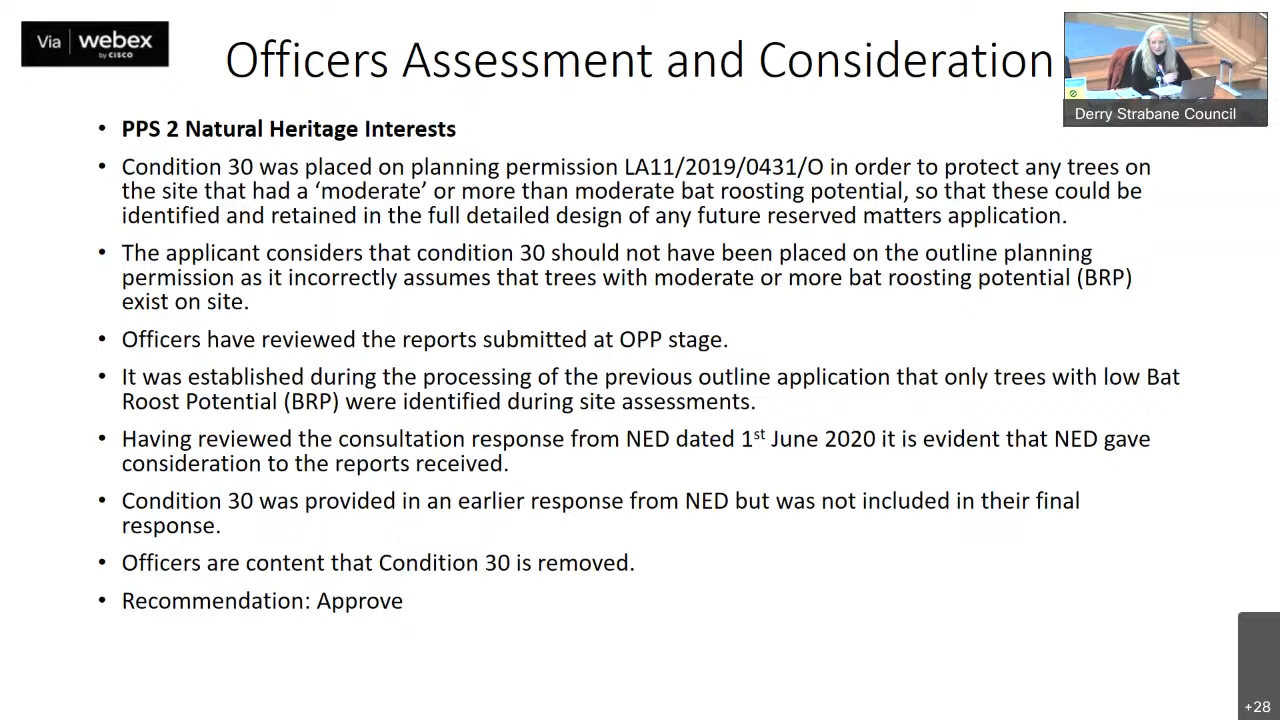 Via webex
by CISCO
Officers Assessment and Consideration
Derry Strabane Council
• PPS 2 Natural Heritage Interests
• Condition 30 was placed on planning permission LA11/2019/0431/O in order to protect any trees on
the site that had a ‘moderate’ or more than moderate bat roosting potential, so that these could be
identified and retained in the full detailed design of any future reserved matters application.
• The applicant considers that condition 30 should not have been placed on the outline planning
permission as it incorrectly assumes that trees with moderate or more bat roosting potential (BRP)
exist on site.
• Officers have reviewed the reports submitted at OPP stage.
• It was established during the processing of the previous outline application that only trees with low Bat
Roost Potential (BRP) were identified during site assessments.
• Having reviewed the consultation response from NED dated 1st June 2020 it is evident that NED gave
consideration to the reports received.
• Condition 30 was provided in an earlier response from NED but was not included in their final
response.
• Officers are content that Condition 30 is removed.
• Recommendation: Approve
+28